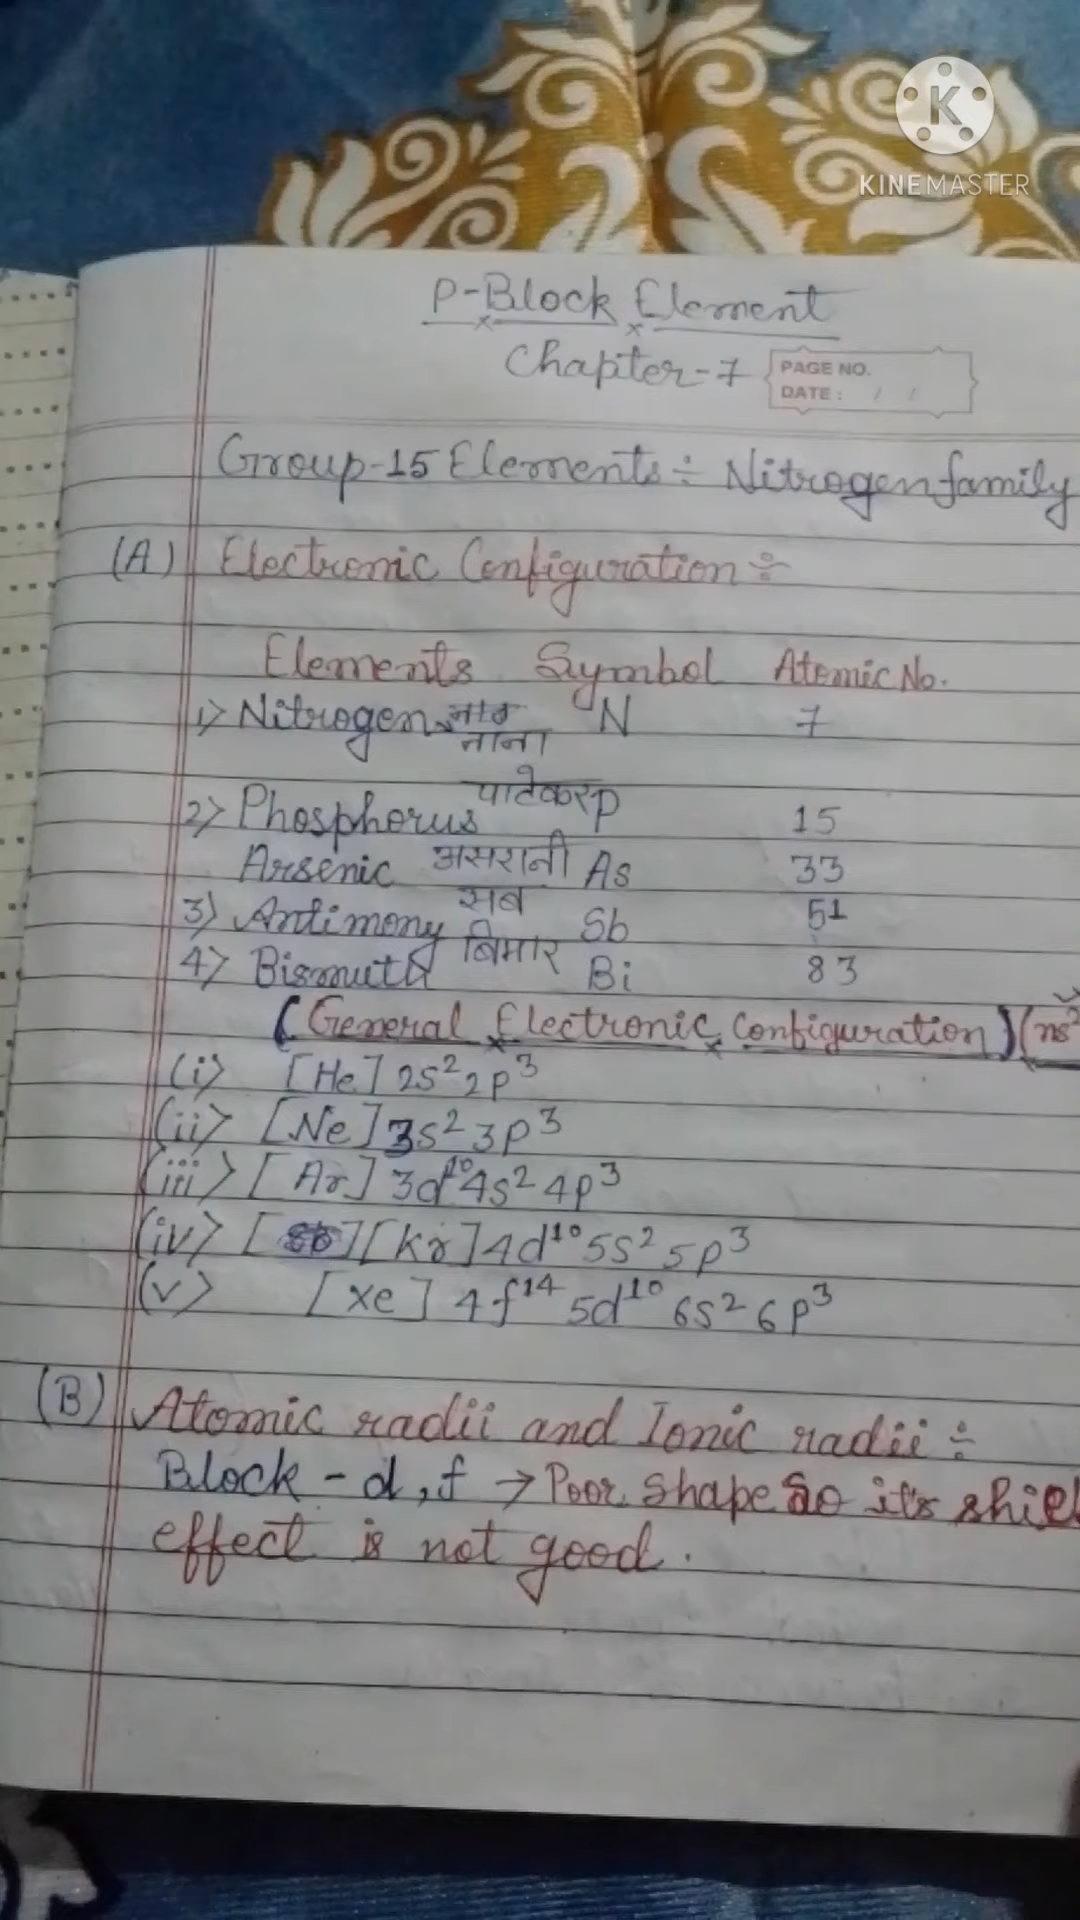 K
KINEMASTER
P-Block Element
Chapter-7
PAGE NO.
DATE : / /
Group-15 Elements ÷ Nitrogen family
(A) Electronic Configuration ÷
Elements Symbol Atomic No.
1) Nitrogen N 7
नाना
2) Phosphorus पाटेकर P 15
Arsenic असरानी As 33
सब
3) Antimony Sb 51
4) Bismuth बिमार Bi 83
(General Electronic Configuration) (ns²
(i) [He] 2s² 2p³
(ii) [Ne] 3s² 3p³
(iii) [Ar] 3d¹⁰ 4s² 4p³
(iv) [Kr] 4d¹⁰ 5s² 5p³
(v) [Xe] 4f¹⁴ 5d¹⁰ 6s² 6p³
(B) Atomic radii and Ionic radii ÷
Block - d, f → Poor shape so it's shiel
effect is not good.